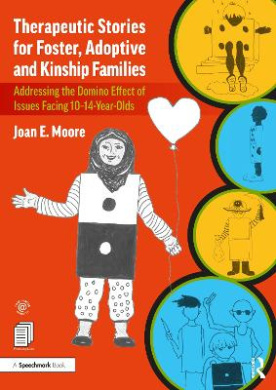 Therapeutic Stories
for Foster, Adoptive
and Kinship Families
Addressing the Domino Effect of
Issues Facing 10-14-Year-Olds
Joan E. Moore
A Speechmark Book